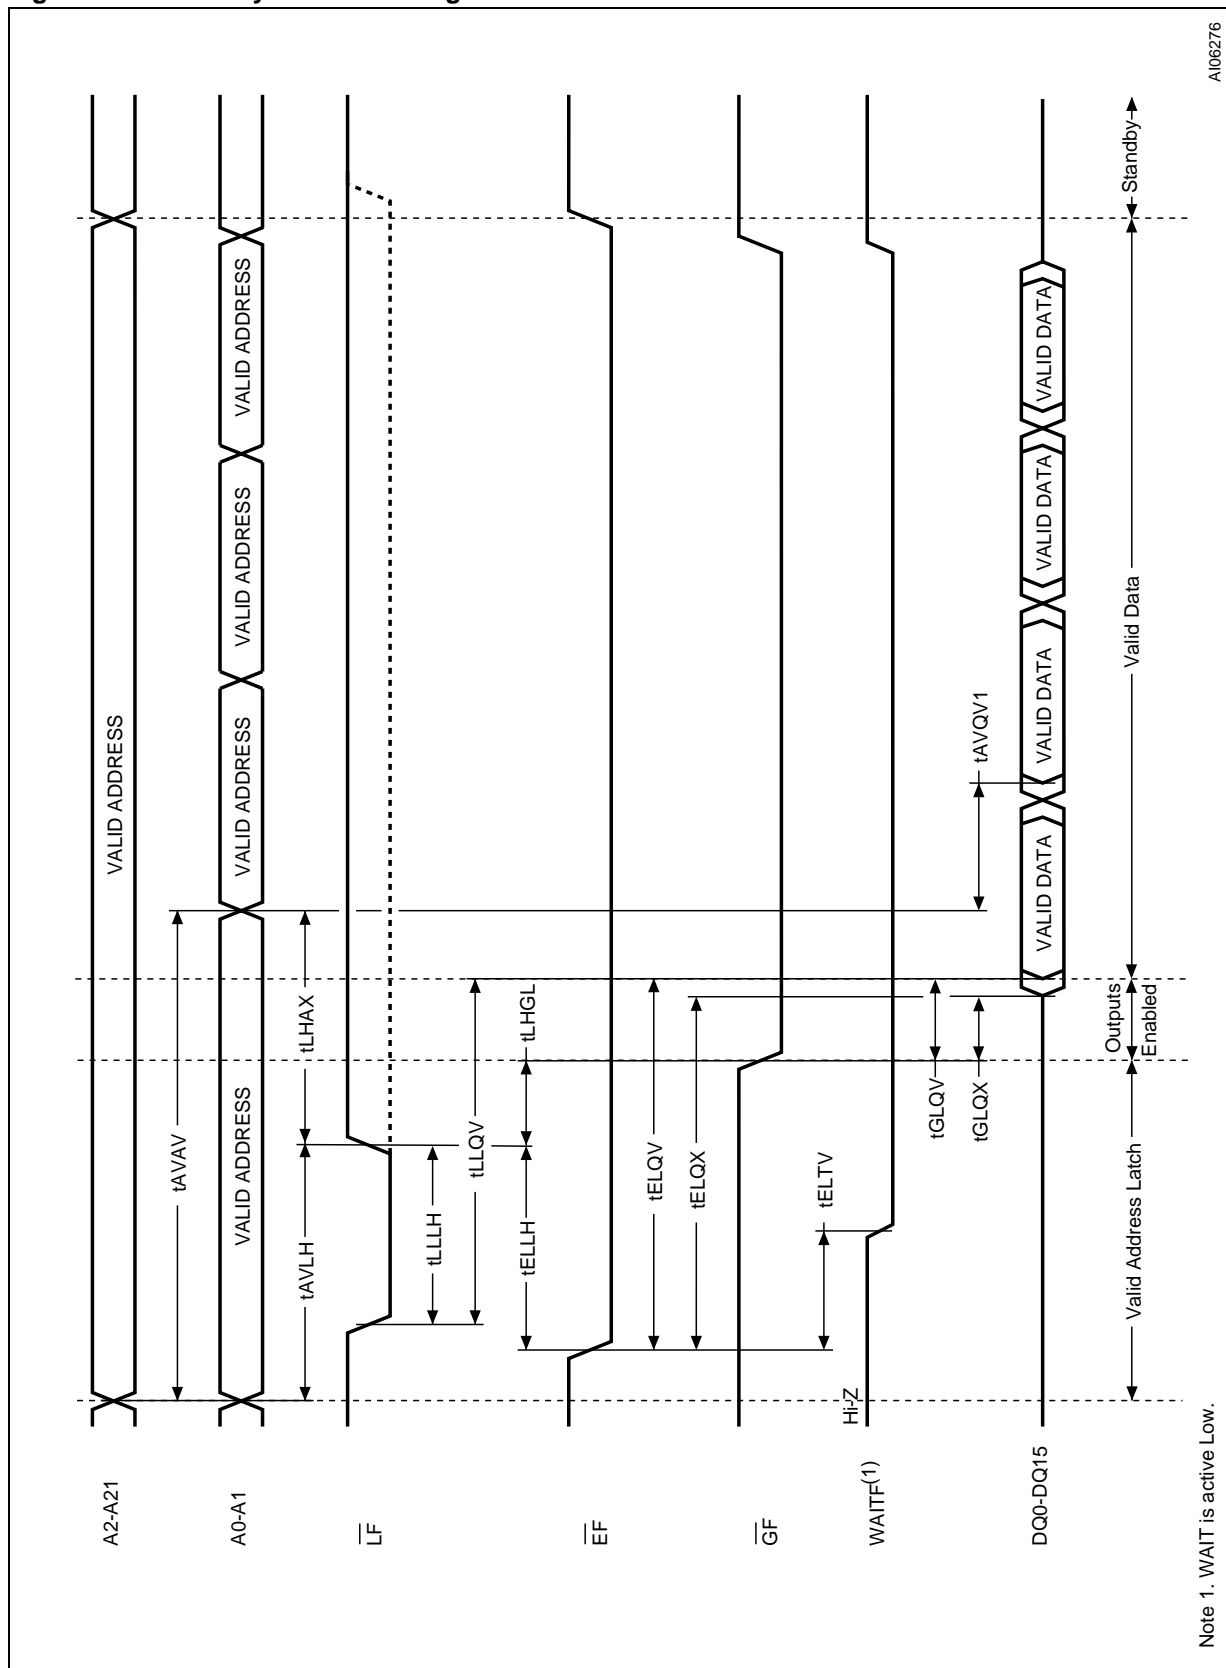 AI06276
A2-A21
VALID ADDRESS
tAVAV
A0-A1
VALID ADDRESS
VALID ADDRESS
VALID ADDRESS
VALID ADDRESS
tAVLH
tLHAX
LF
tLLLH
tLLQV
tELLH
tLHGL
EF
tELQV
tELQX
GF
tELTV
WAITF(1)
Hi-Z
tGLQV
tGLQX
tAVQV1
DQ0-DQ15
VALID DATA
VALID DATA
VALID DATA
VALID DATA
Valid Address Latch
Outputs
Enabled
Valid Data
Standby
Note 1. WAIT is active Low.